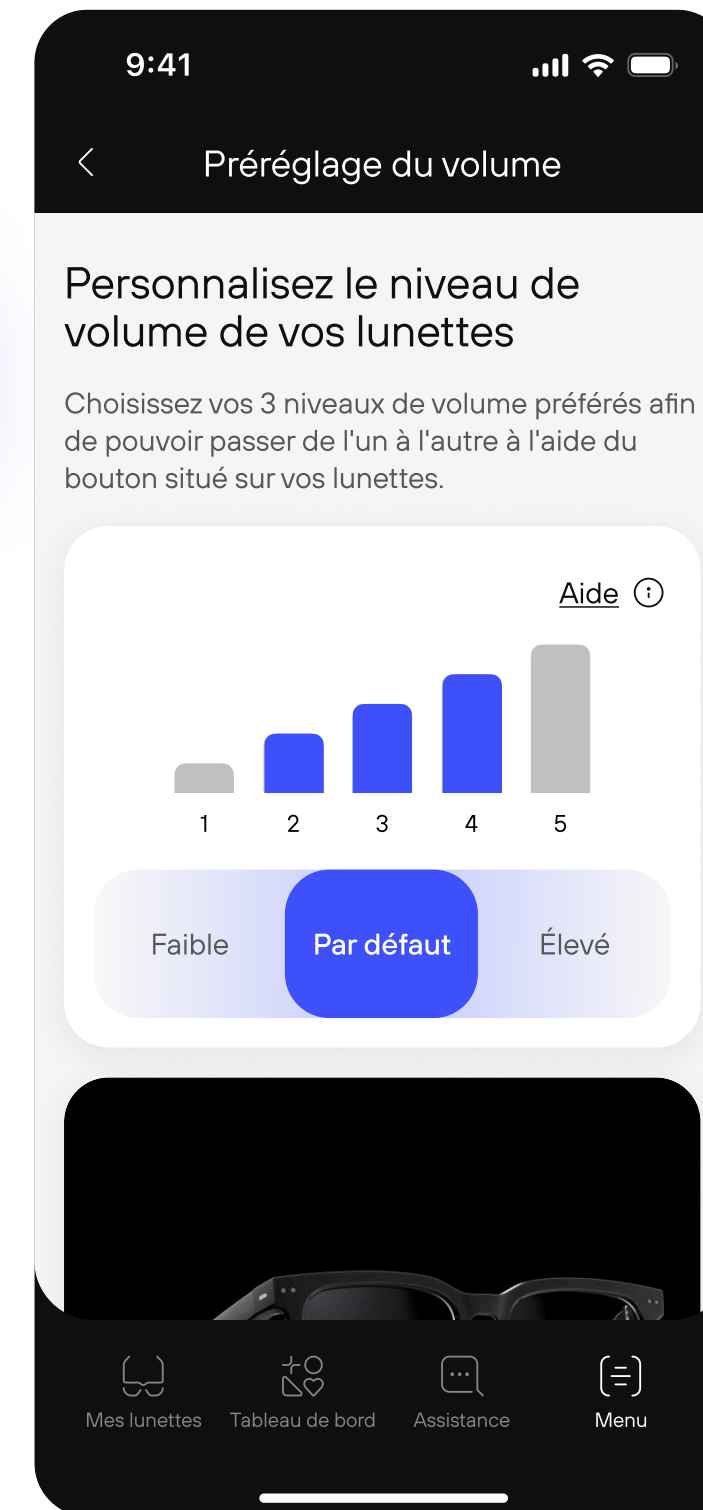 9:41
Préréglage du volume
Personnalisez le niveau de
volume de vos lunettes
Choisissez vos 3 niveaux de volume préférés afin
de pouvoir passer de l'un à l'autre à l'aide du
bouton situé sur vos lunettes.
Aide
1 2 3 4 5
Faible Par défaut Élevé
Mes lunettes Tableau de bord Assistance Menu